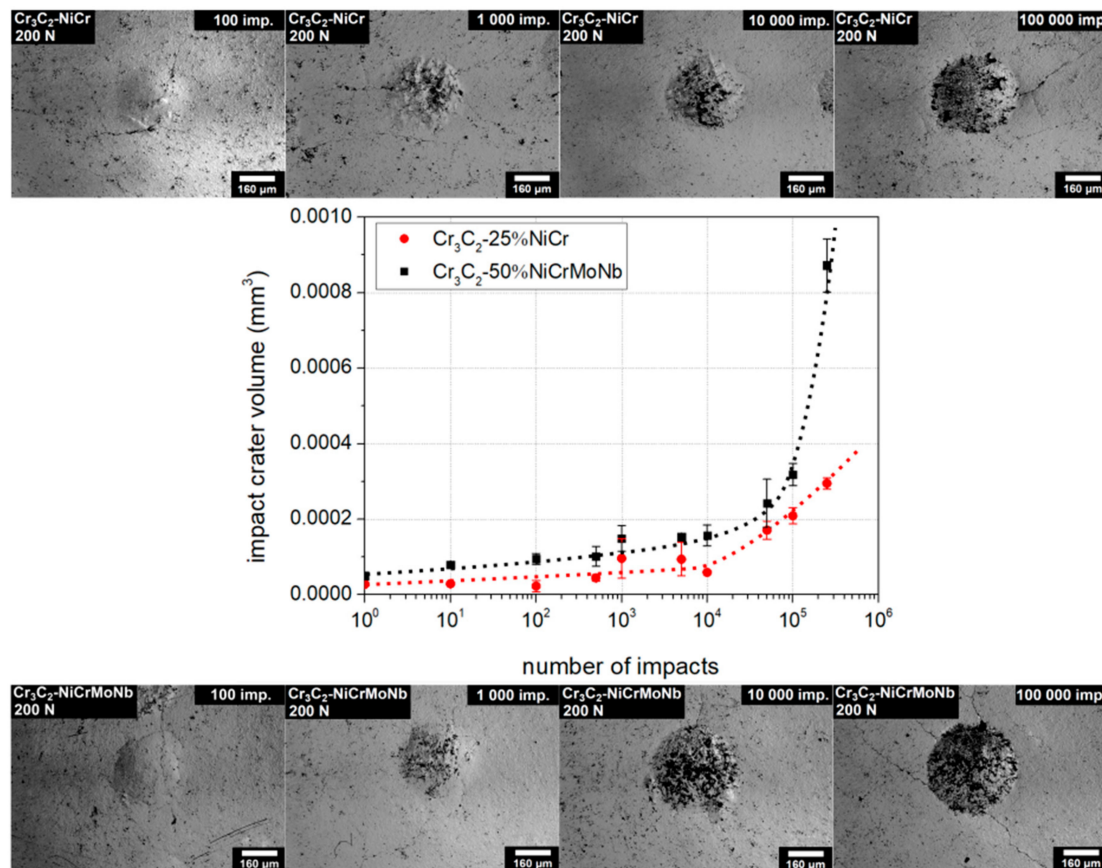 Cr₃C₂-NiCr 100 imp.
200 N
160 µm
Cr₃C₂-NiCr 1 000 imp.
200 N
160 µm
Cr₃C₂-NiCr 10 000 imp.
200 N
160 µm
Cr₃C₂-NiCr 100 000 imp.
200 N
160 µm
impact crater volume (mm³)
0.0010
0.0008
0.0006
0.0004
0.0002
0.0000
Cr₃C₂-25%NiCr
Cr₃C₂-50%NiCrMoNb
10⁰ 10¹ 10² 10³ 10⁴ 10⁵ 10⁶
number of impacts
Cr₃C₂-NiCrMoNb 100 imp.
200 N
160 µm
Cr₃C₂-NiCrMoNb 1 000 imp.
200 N
160 µm
Cr₃C₂-NiCrMoNb 10 000 imp.
200 N
160 µm
Cr₃C₂-NiCrMoNb 100 000 imp.
200 N
160 µm